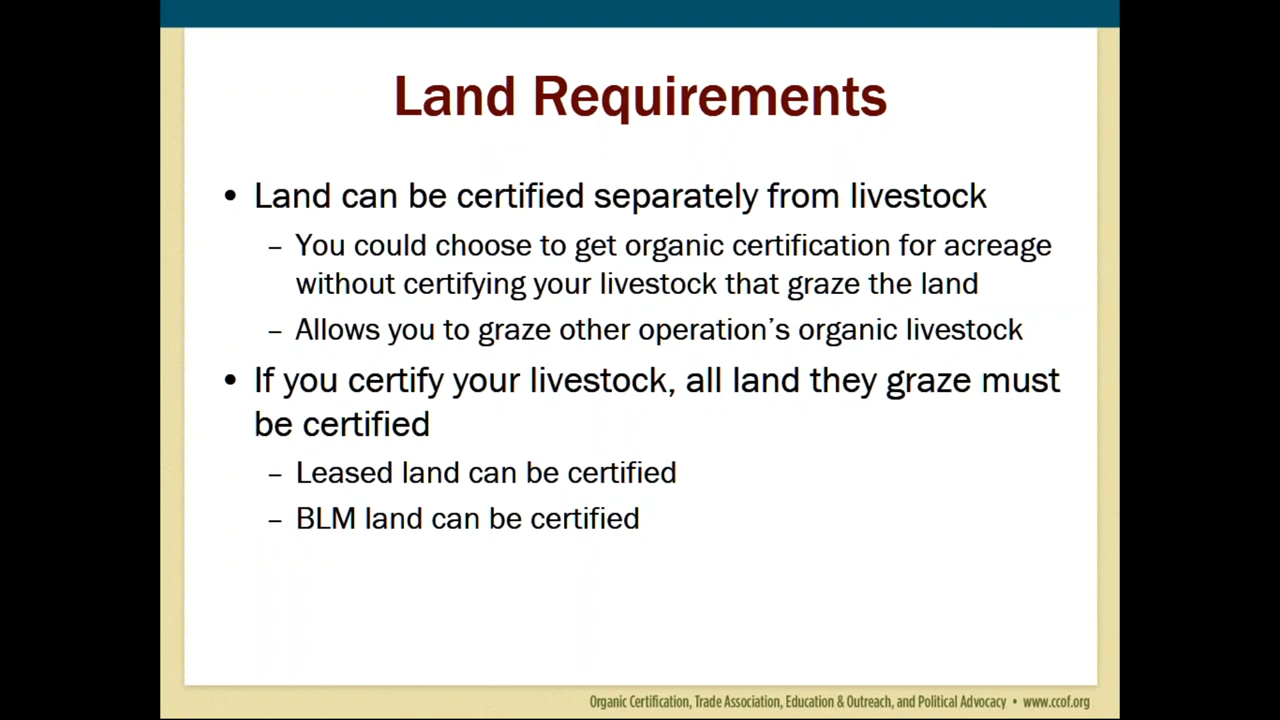 Land Requirements
• Land can be certified separately from livestock
– You could choose to get organic certification for acreage
without certifying your livestock that graze the land
– Allows you to graze other operation’s organic livestock
• If you certify your livestock, all land they graze must
be certified
– Leased land can be certified
– BLM land can be certified
Organic Certification, Trade Association, Education & Outreach, and Political Advocacy • www.ccof.org